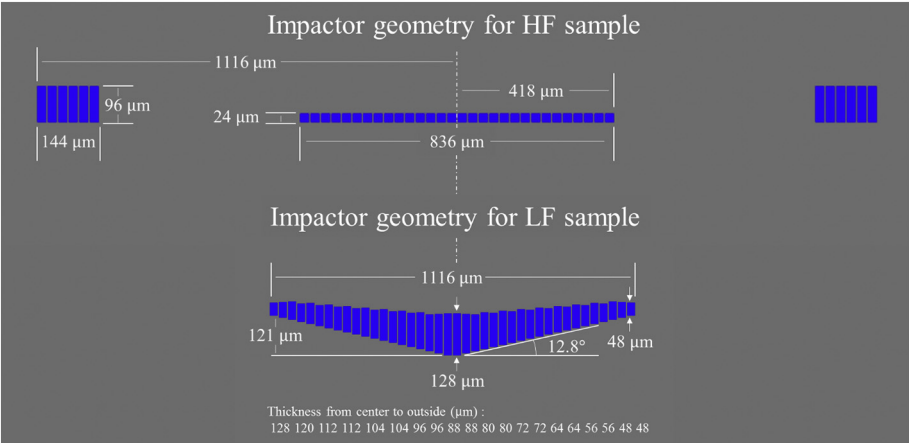 Impactor geometry for HF sample
1116 μm
418 μm
96 μm
24 μm
144 μm
836 μm
Impactor geometry for LF sample
1116 μm
121 μm
12.8°
48 μm
128 μm
Thickness from center to outside (μm) :
128 120 112 112 104 104 96 96 88 88 80 80 72 72 64 64 56 56 48 48